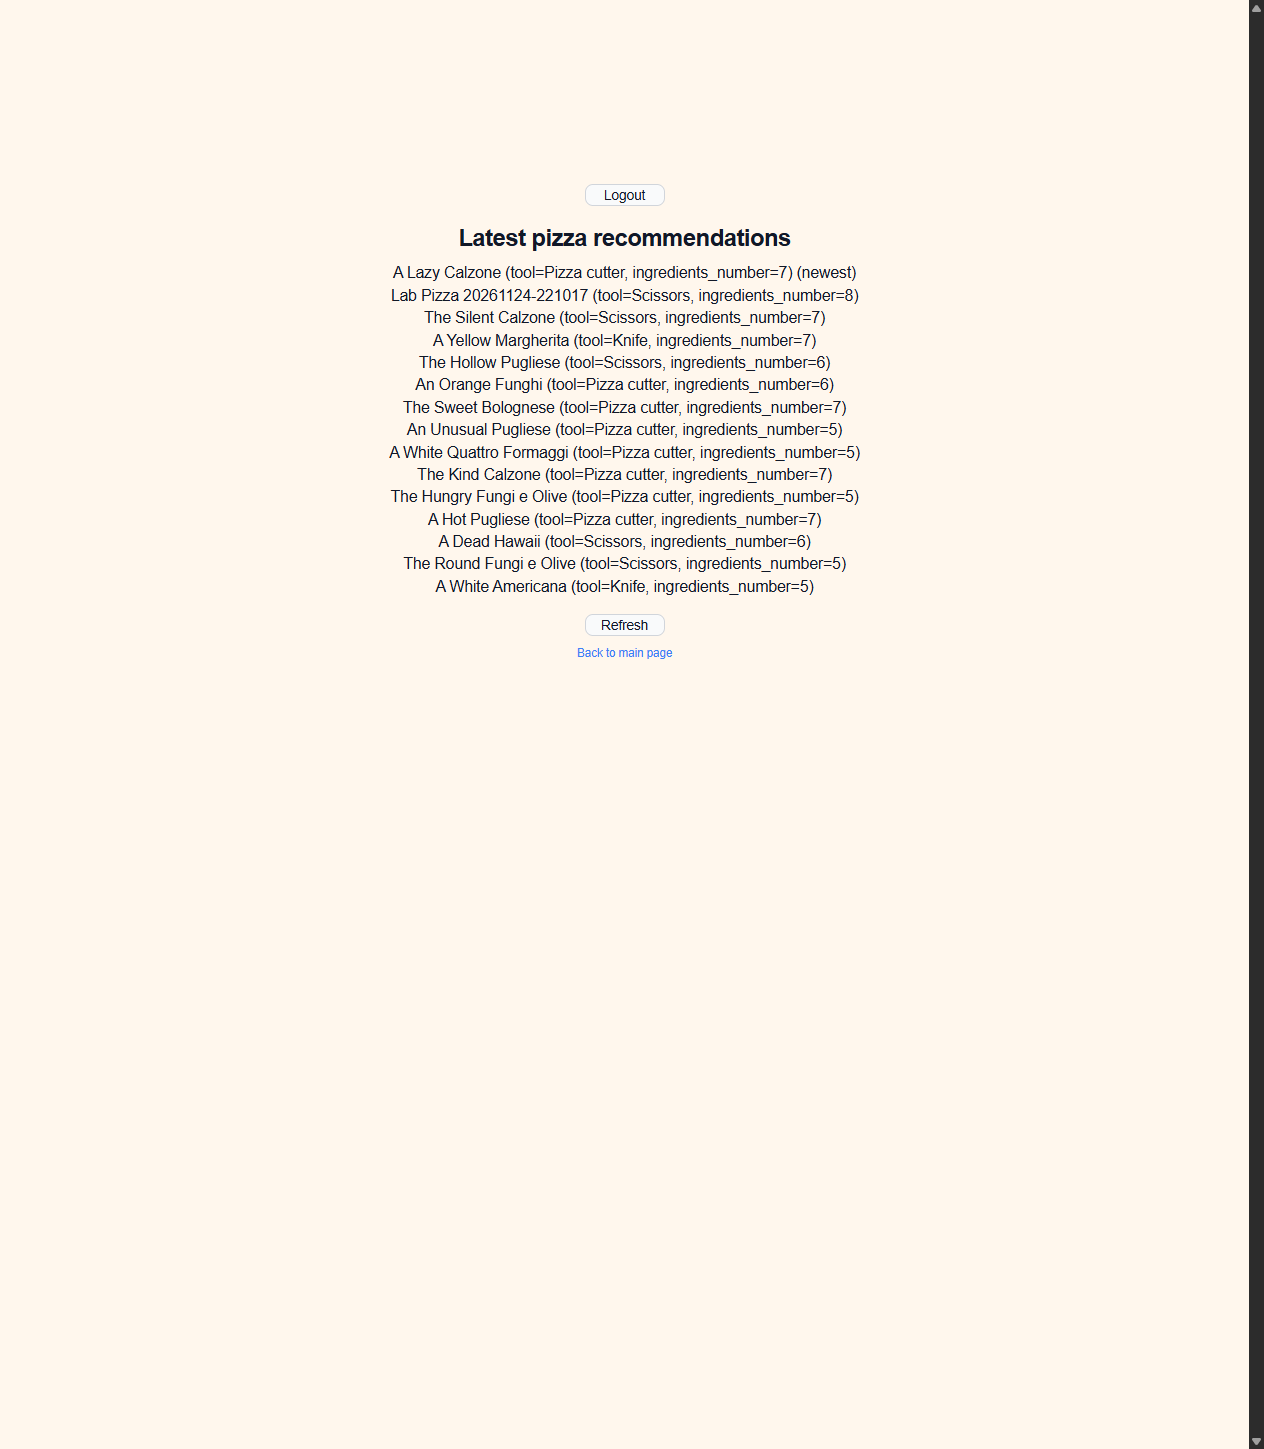 Logout
Latest pizza recommendations
A Lazy Calzone (tool=Pizza cutter, ingredients_number=7) (newest)
Lab Pizza 20261124-221017 (tool=Scissors, ingredients_number=8)
The Silent Calzone (tool=Scissors, ingredients_number=7)
A Yellow Margherita (tool=Knife, ingredients_number=7)
The Hollow Pugliese (tool=Scissors, ingredients_number=6)
An Orange Funghi (tool=Pizza cutter, ingredients_number=6)
The Sweet Bolognese (tool=Pizza cutter, ingredients_number=7)
An Unusual Pugliese (tool=Pizza cutter, ingredients_number=5)
A White Quattro Formaggi (tool=Pizza cutter, ingredients_number=5)
The Kind Calzone (tool=Pizza cutter, ingredients_number=7)
The Hungry Fungi e Olive (tool=Pizza cutter, ingredients_number=5)
A Hot Pugliese (tool=Pizza cutter, ingredients_number=7)
A Dead Hawaii (tool=Scissors, ingredients_number=6)
The Round Fungi e Olive (tool=Scissors, ingredients_number=5)
A White Americana (tool=Knife, ingredients_number=5)
Refresh
Back to main page